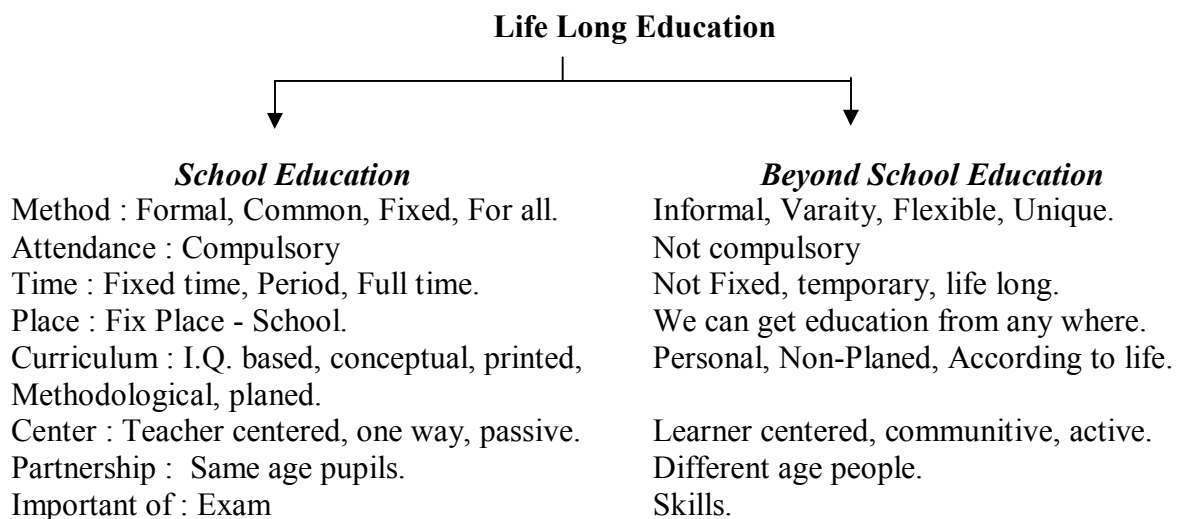 Life Long Education
School Education
Method : Formal, Common, Fixed, For all.
Attendance : Compulsory
Time : Fixed time, Period, Full time.
Place : Fix Place - School.
Curriculum : I.Q. based, conceptual, printed,
Methodological, planed.
Center : Teacher centered, one way, passive.
Partnership : Same age pupils.
Important of : Exam
Beyond School Education
Informal, Varaity, Flexible, Unique.
Not compulsory
Not Fixed, temporary, life long.
We can get education from any where.
Personal, Non-Planed, According to life.
Learner centered, communitive, active.
Different age people.
Skills.